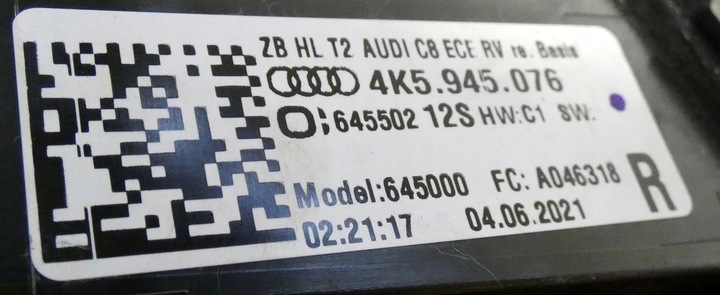 ZB HL T2 AUDI C8 ECE RV re. Basis
4K5.945.076
O;645502 12S HW:C1 SW:
Model:645000 FC: A046318
02:21:17 04.06.2021
R